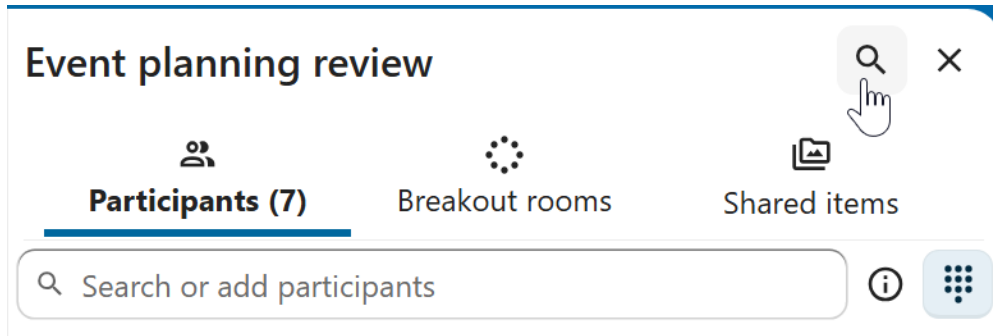 Event planning review
Participants (7)
Breakout rooms
Shared items
Search or add participants